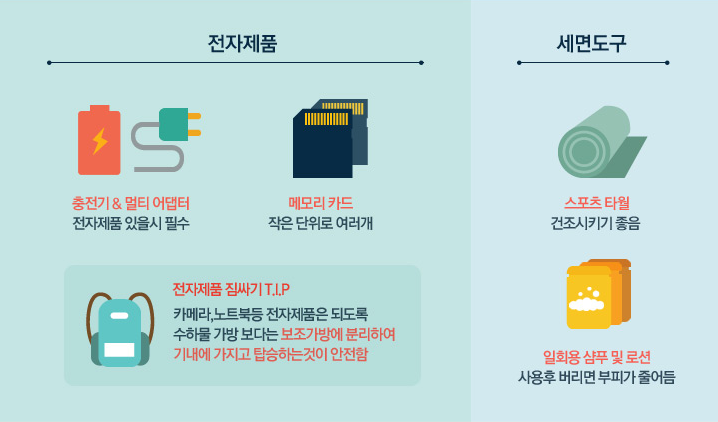 전자제품
충전기 & 멀티 어댑터
전자제품 있을시 필수
메모리 카드
작은 단위로 여러개
전자제품 짐싸기 T.I.P
카메라,노트북등 전자제품은 되도록
수하물 가방 보다는 보조가방에 분리하여
기내에 가지고 탑승하는것이 안전함
세면도구
스포츠 타월
건조시키기 좋음
일회용 샴푸 및 로션
사용후 버리면 부피가 줄어듬